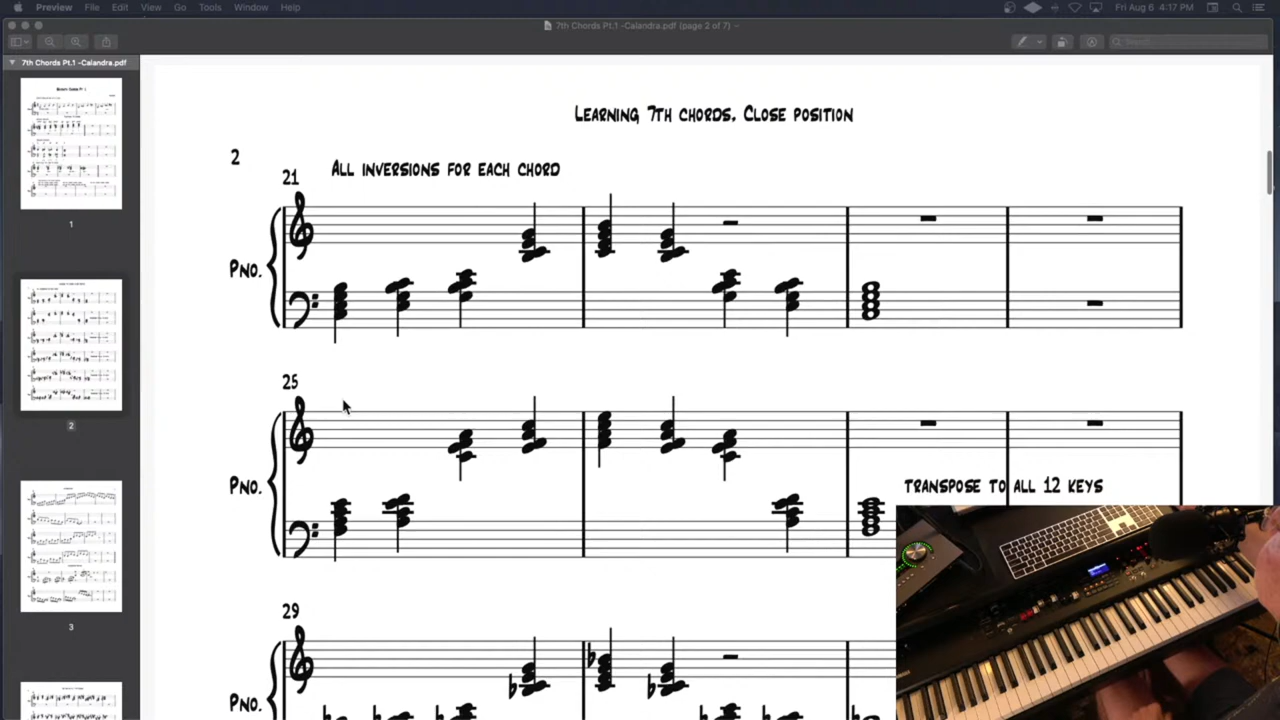 Preview File Edit View Go Tools Window Help
Fri Aug 6 4:17 PM
7th Chords Pt.1 -Calandra.pdf (page 2 of 7)
Search
7th Chords Pt.1 -Calandra.pdf
1
2
3
Learning 7th chords. Close position
2
All inversions for each chord
21
Pno.
25
Pno.
transpose to all 12 keys
29
Pno.